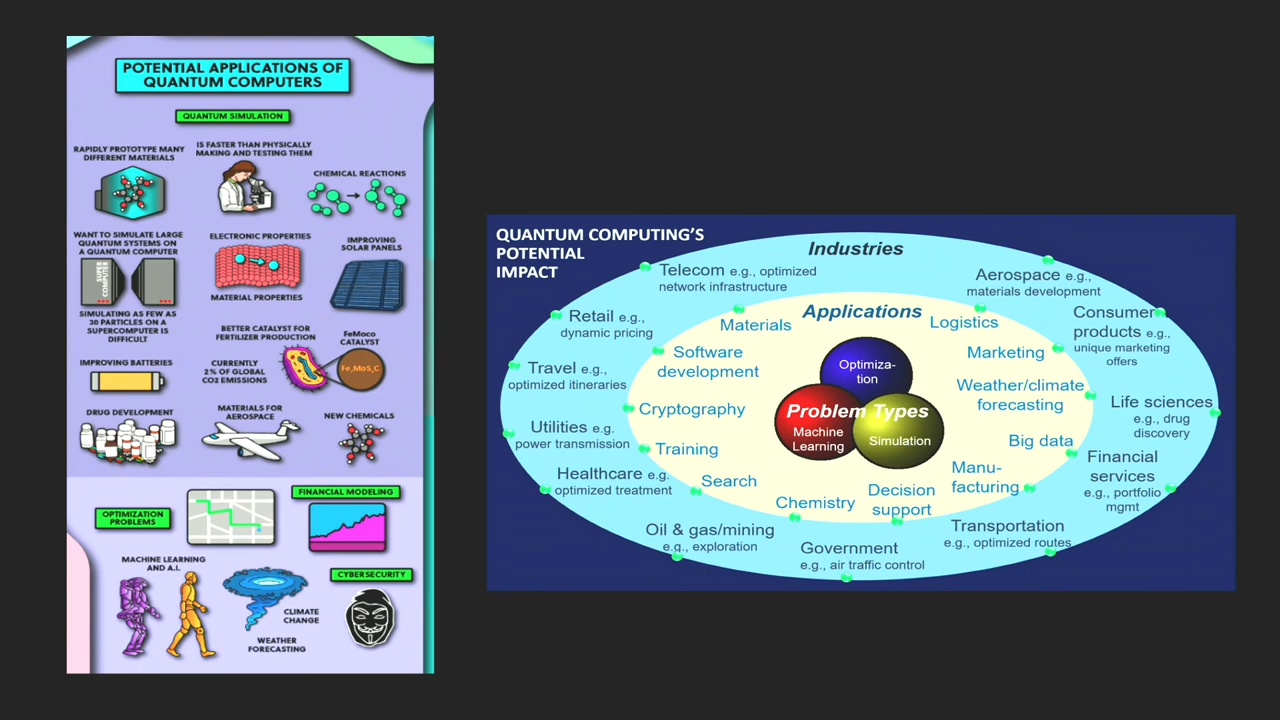 POTENTIAL APPLICATIONS OF
QUANTUM COMPUTERS
QUANTUM SIMULATION
RAPIDLY PROTOTYPE MANY
DIFFERENT MATERIALS
IS FASTER THAN PHYSICALLY
MAKING AND TESTING THEM
CHEMICAL REACTIONS
WANT TO SIMULATE LARGE
QUANTUM SYSTEMS ON
A QUANTUM COMPUTER
SUPER
COMPUTER
SIMULATING AS FEW AS
30 PARTICLES ON A
SUPERCOMPUTER IS
DIFFICULT
ELECTRONIC PROPERTIES
MATERIAL PROPERTIES
IMPROVING
SOLAR PANELS
IMPROVING BATTERIES
BETTER CATALYST FOR
FERTILIZER PRODUCTION
CURRENTLY
2% OF GLOBAL
CO2 EMISSIONS
FeMoco
CATALYST
Fe₇MoS₉C
DRUG DEVELOPMENT
MATERIALS FOR
AEROSPACE
NEW CHEMICALS
OPTIMIZATION
PROBLEMS
FINANCIAL MODELING
MACHINE LEARNING
AND A.I.
CLIMATE
CHANGE
WEATHER
FORECASTING
CYBERSECURITY
QUANTUM COMPUTING'S
POTENTIAL
IMPACT
Industries
Telecom e.g., optimized
network infrastructure
Aerospace e.g.,
materials development
Retail e.g.,
dynamic pricing
Consumer
products e.g.,
unique marketing
offers
Travel e.g.,
optimized itineraries
Life sciences
e.g., drug
discovery
Utilities e.g.
power transmission
Financial
services
e.g., portfolio
mgmt
Healthcare e.g.
optimized treatment
Transportation
e.g., optimized routes
Oil & gas/mining
e.g., exploration
Government
e.g., air traffic control
Applications
Materials
Logistics
Software
development
Marketing
Cryptography
Weather/climate
forecasting
Training
Big data
Search
Manu-
facturing
Chemistry
Decision
support
Optimiza-
tion
Problem Types
Machine
Learning
Simulation